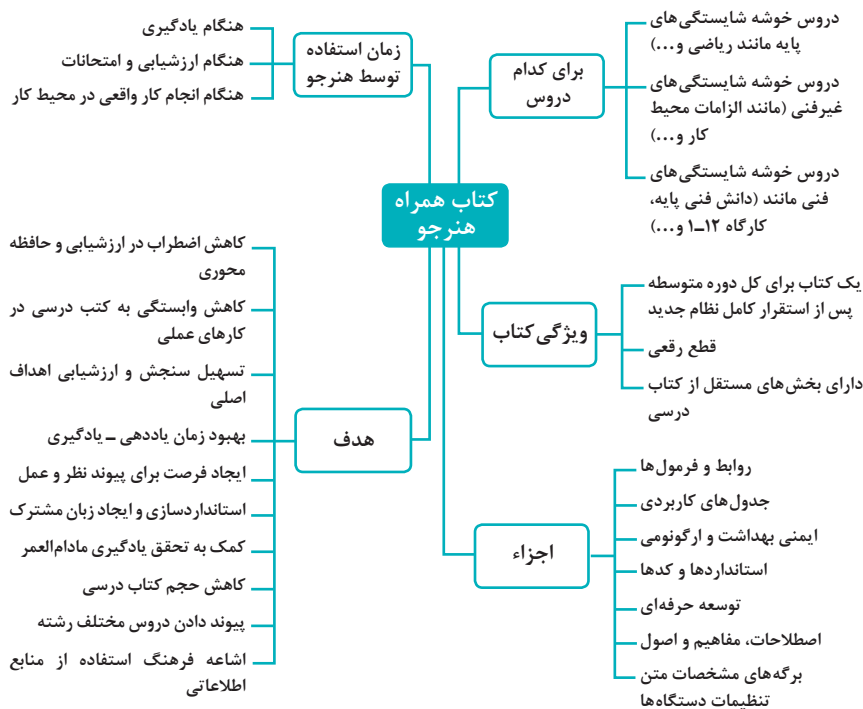 کتاب همراه
هنرجو
برای کدام
دروس
دروس خوشه شایستگی‌های
پایه مانند ریاضی و...)
دروس خوشه شایستگی‌های
غیرفنی (مانند الزامات محیط
کار و...)
دروس خوشه شایستگی‌های
فنی مانند (دانش فنی پایه،
کارگاه ۱۲–۱ و...)
ویژگی کتاب
یک کتاب برای کل دوره متوسطه
پس از استقرار کامل نظام جدید
قطع رقعی
دارای بخش‌های مستقل از کتاب
درسی
اجزاء
روابط و فرمول‌ها
جدول‌های کاربردی
ایمنی بهداشت و ارگونومی
استانداردها و کدها
توسعه حرفه‌ای
اصطلاحات، مفاهیم و اصول
برگه‌های مشخصات متن
تنظیمات دستگاه‌ها
زمان استفاده
توسط هنرجو
هنگام یادگیری
هنگام ارزشیابی و امتحانات
هنگام انجام کار واقعی در محیط کار
هدف
کاهش اضطراب در ارزشیابی و حافظه
محوری
کاهش وابستگی به کتب درسی در
کارهای عملی
تسهیل سنجش و ارزشیابی اهداف
اصلی
بهبود زمان یاددهی – یادگیری
ایجاد فرصت برای پیوند نظر و عمل
استانداردسازی و ایجاد زبان مشترک
کمک به تحقق یادگیری مادام‌العمر
کاهش حجم کتاب درسی
پیوند دادن دروس مختلف رشته
اشاعه فرهنگ استفاده از منابع
اطلاعاتی